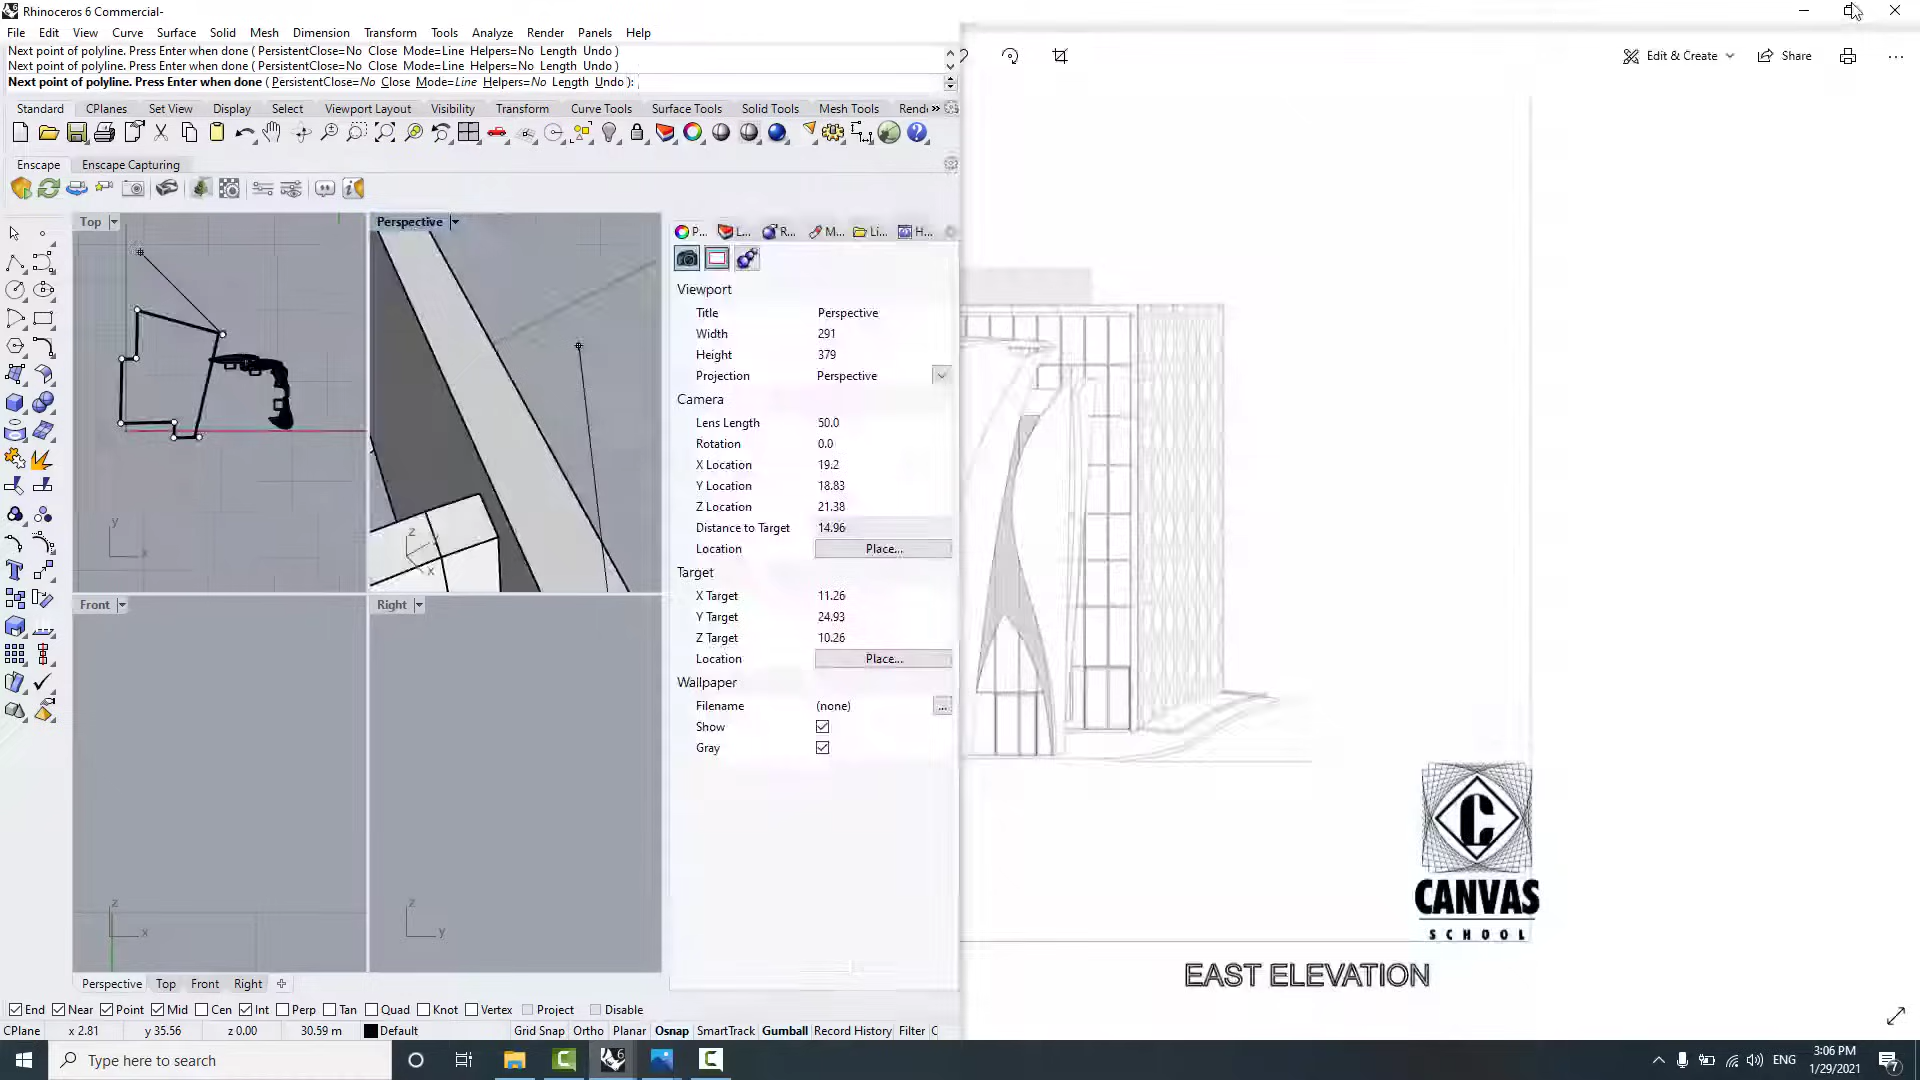 Rhinoceros 6 Commercial-
File Edit View Curve Surface Solid Mesh Dimension Transform Tools Analyze Render Panels Help
Next point of polyline. Press Enter when done ( PersistentClose=No Close Mode=Line Helpers=No Length Undo )
Next point of polyline. Press Enter when done ( PersistentClose=No Close Mode=Line Helpers=No Length Undo )
Next point of polyline. Press Enter when done ( PersistentClose=No Close Mode=Line Helpers=No Length Undo ):
Edit & Create Share
Standard CPlanes Set View Display Select Viewport Layout Visibility Transform Curve Tools Surface Tools Solid Tools Mesh Tools Rend »
Enscape Enscape Capturing
Top Perspective
P... L... R... M... Li... H...
Viewport
Title Perspective
Width 291
Height 379
Projection Perspective
Camera
Lens Length 50.0
Rotation 0.0
X Location 19.2
Y Location 18.83
Z Location 21.38
Distance to Target 14.96
Location Place...
Target
X Target 11.26
Y Target 24.93
Z Target 10.26
Location Place...
Wallpaper
Filename (none) ...
Show
Gray
y
x
z
x
Front Right
z
x
z
y
C
CANVAS
SCHOOL
EAST ELEVATION
Perspective Top Front Right
End Near Point Mid Cen Int Perp Tan Quad Knot Vertex Project Disable
CPlane x 2.81 y 35.56 z 0.00 30.59 m Default Grid Snap Ortho Planar Osnap SmartTrack Gumball Record History Filter C
Type here to search
ENG
3:06 PM
1/29/2021
7